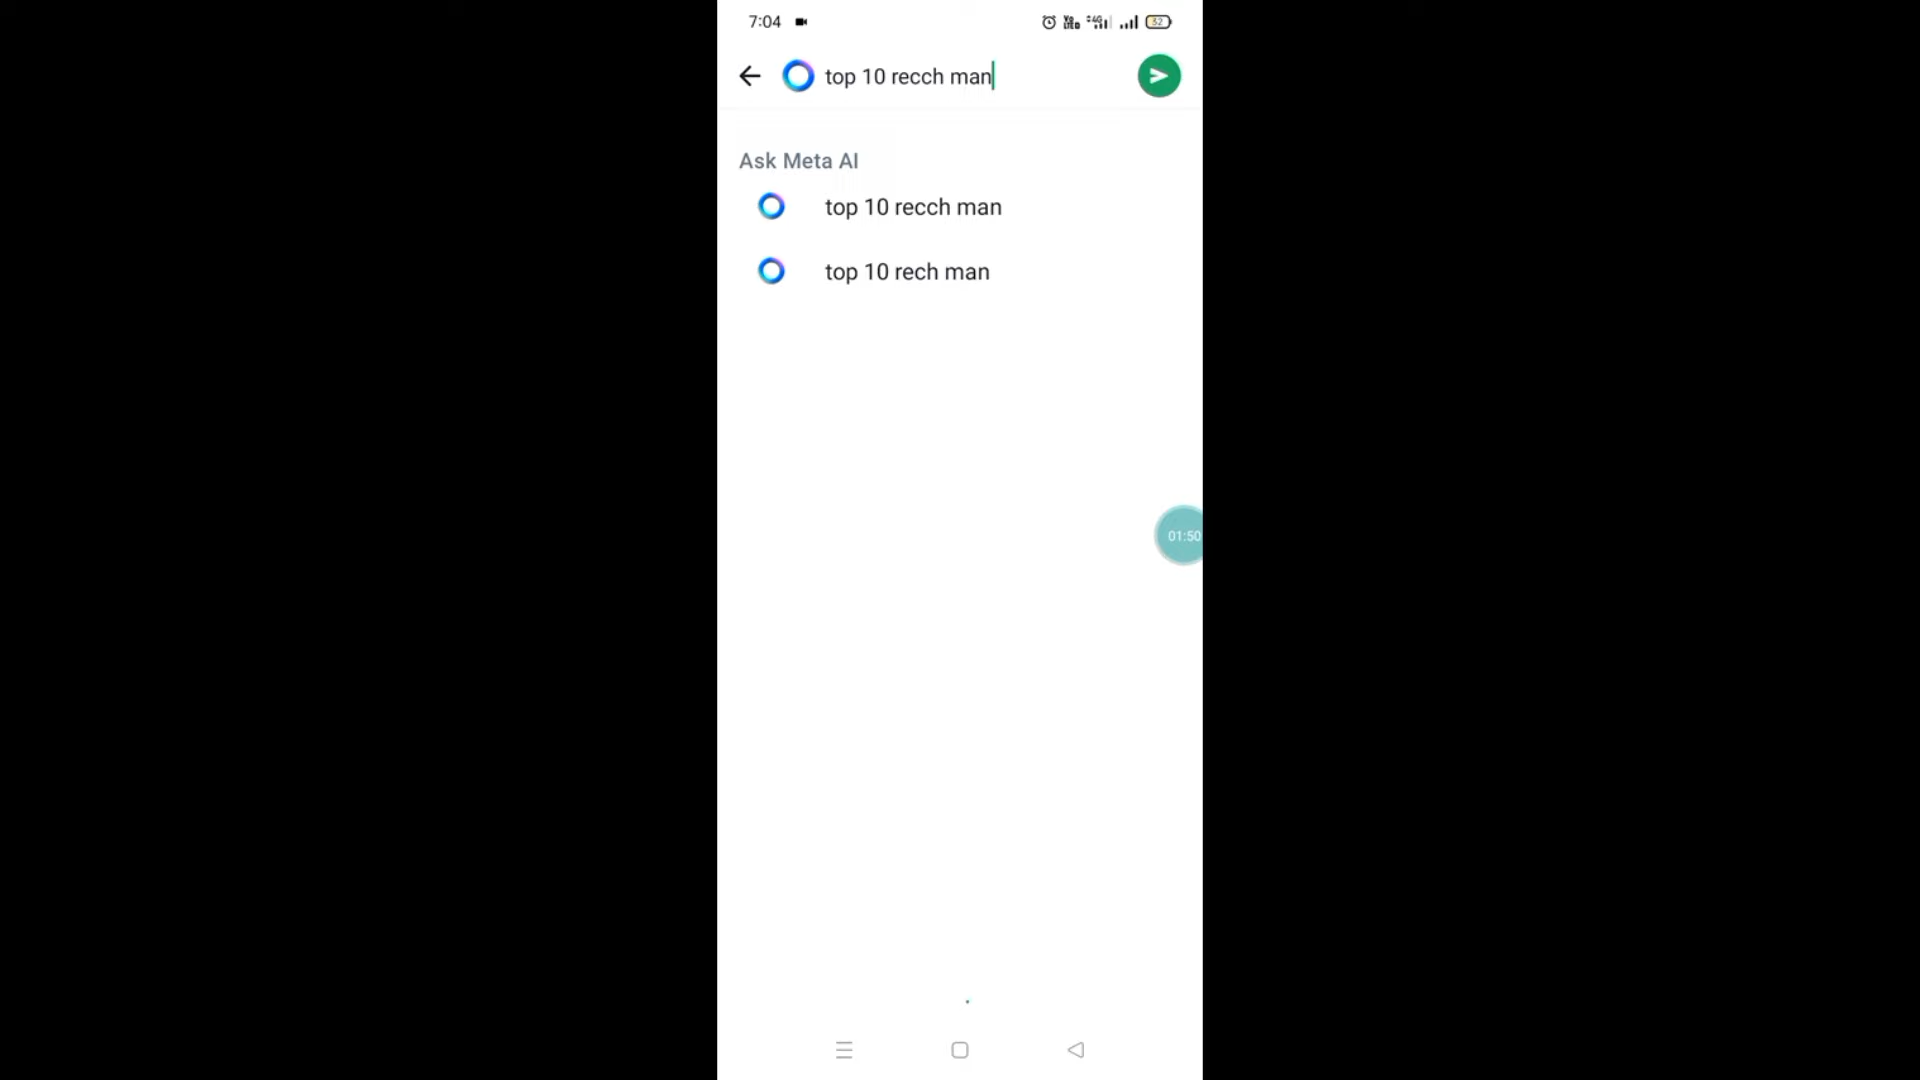 7:04
32
top 10 recch man
Ask Meta AI
top 10 recch man
top 10 rech man
01:50